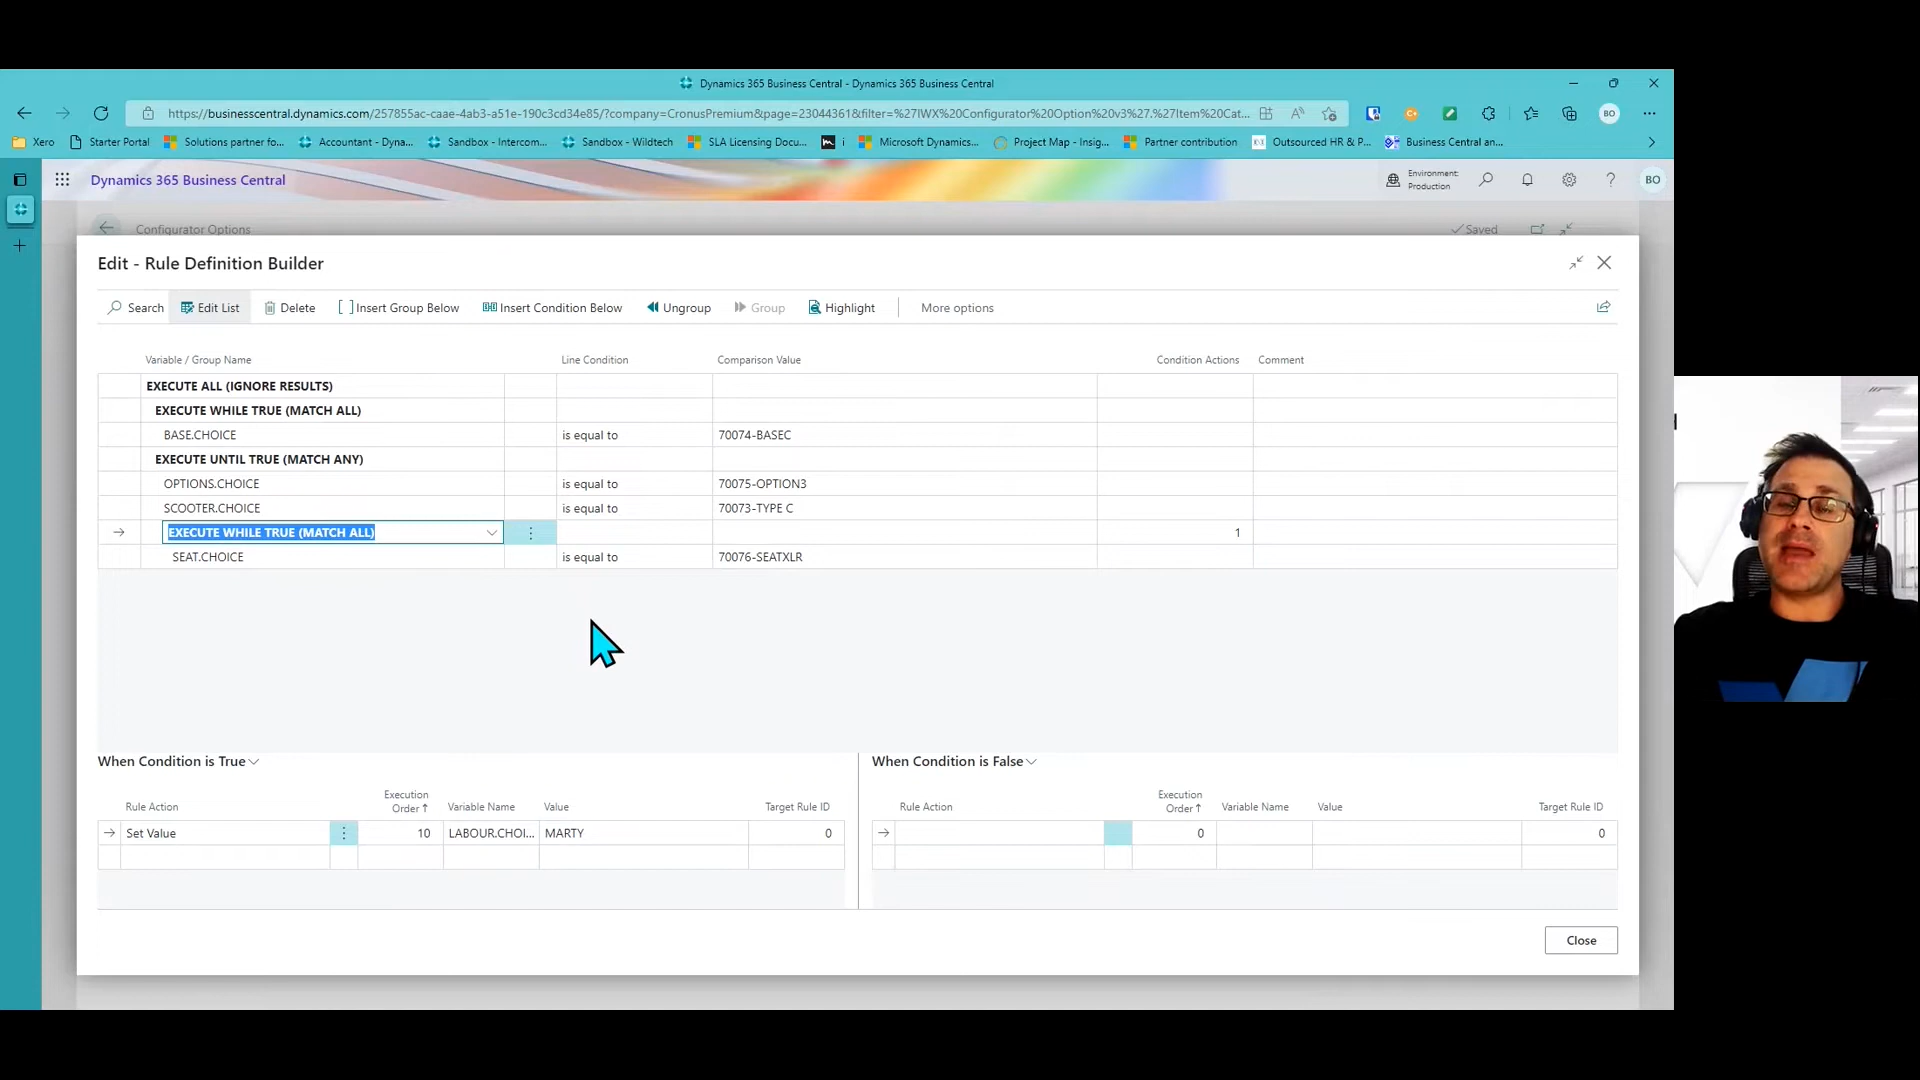 Dynamics 365 Business Central - Dynamics 365 Business Central
https://businesscentral.dynamics.com/257855ac-caae-4ab3-a51e-190c3cd34e85/?company=CronusPremium&page=23044361&filter=%27IWX%20Configurator%20Option%20v3%27.%27Item%20Cat...
BO
Xero
Starter Portal
Solutions partner fo...
Accountant - Dyna...
Sandbox - Intercom...
Sandbox - Wildtech
SLA Licensing Docu...
i
Microsoft Dynamics...
Project Map - Insig...
Partner contribution
Outsourced HR & P...
Business Central an...
Dynamics 365 Business Central
Environment:
Production
BO
Configurator Options
Saved
Edit - Rule Definition Builder
Search
Edit List
Delete
Insert Group Below
Insert Condition Below
Ungroup
Group
Highlight
More options
Variable / Group Name Line Condition Comparison Value Condition Actions Comment
EXECUTE ALL (IGNORE RESULTS)
EXECUTE WHILE TRUE (MATCH ALL)
BASE.CHOICE is equal to 70074-BASEC
EXECUTE UNTIL TRUE (MATCH ANY)
OPTIONS.CHOICE is equal to 70075-OPTION3
SCOOTER.CHOICE is equal to 70073-TYPE C
EXECUTE WHILE TRUE (MATCH ALL) 1
SEAT.CHOICE is equal to 70076-SEATXLR
When Condition is True
Execution
Rule Action Order ↑ Variable Name Value Target Rule ID
Set Value 10 LABOUR.CHOI... MARTY 0
When Condition is False
Execution
Rule Action Order ↑ Variable Name Value Target Rule ID
0 0
Close